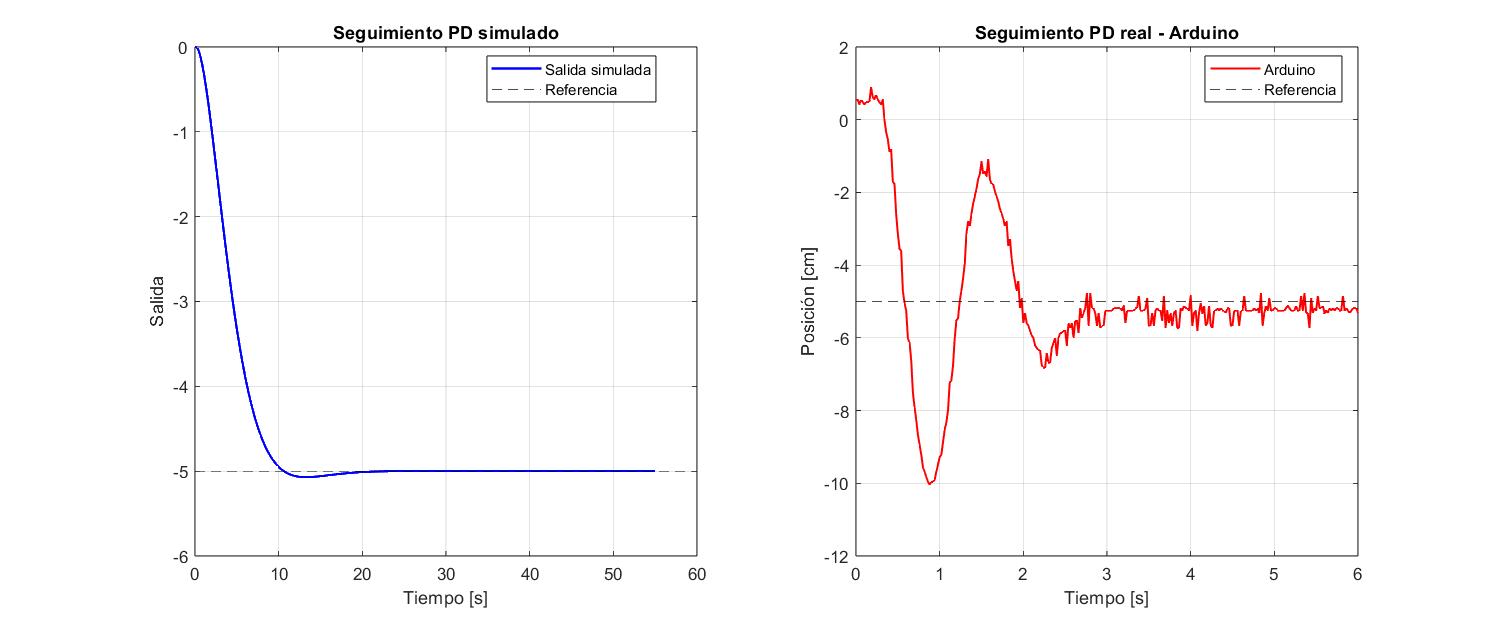 Seguimiento PD simulado
Salida simulada
Referencia
0
-1
-2
-3
-4
-5
-6
Salida
0 10 20 30 40 50 60
Tiempo [s]
Seguimiento PD real - Arduino
Arduino
Referencia
2
0
-2
-4
-6
-8
-10
-12
Posición [cm]
0 1 2 3 4 5 6
Tiempo [s]